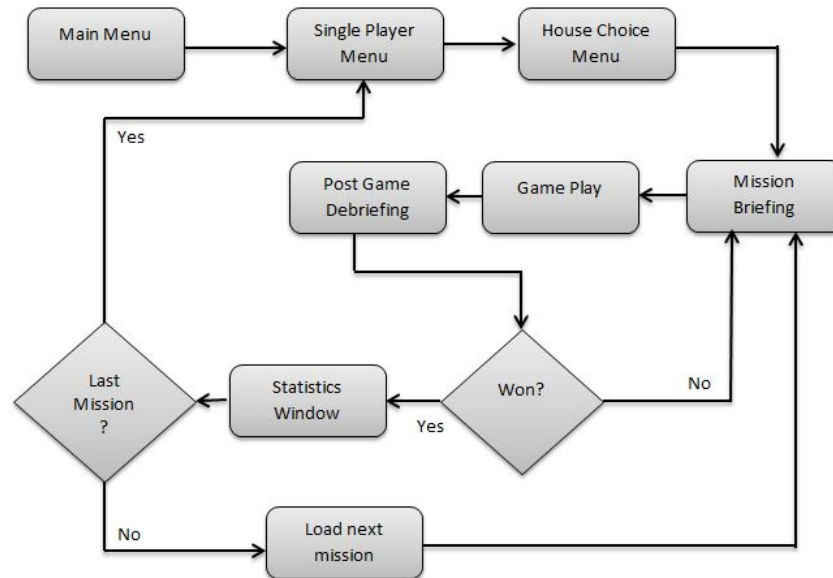 Main Menu
Single Player
Menu
House Choice
Menu
Yes
Post Game
Debriefing
Game Play
Mission
Briefing
Last
Mission
?
Statistics
Window
Yes
Won?
No
No
Load next
mission